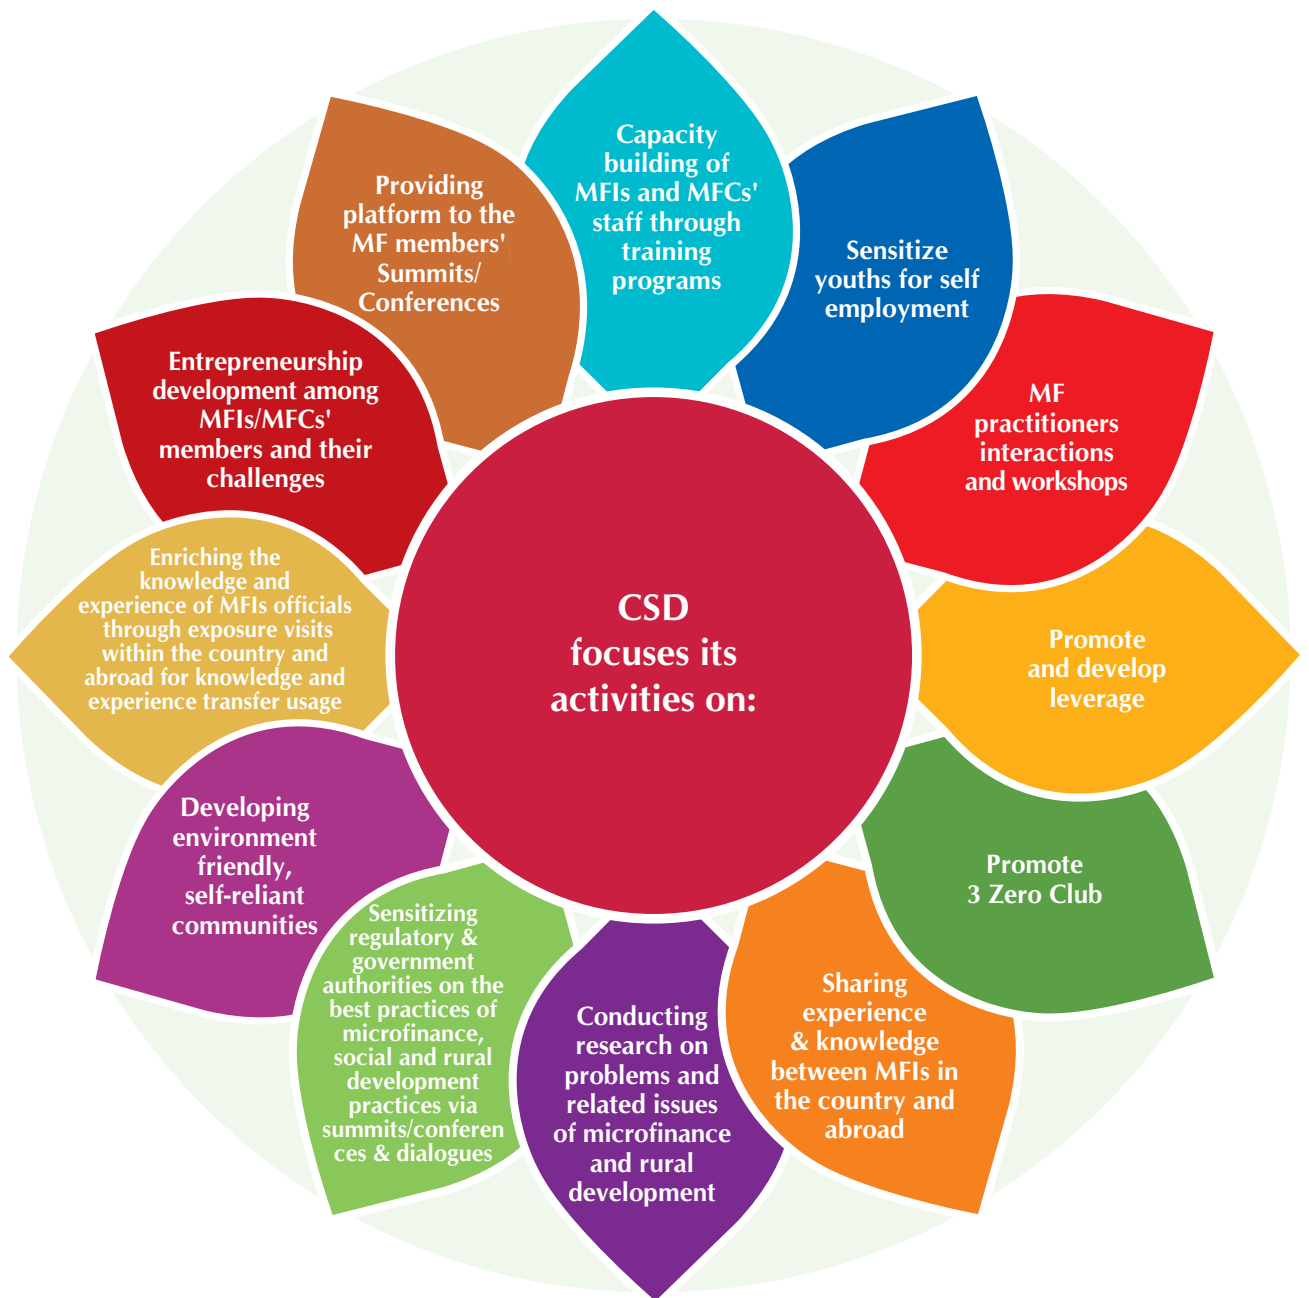 CSD
focuses its
activities on:
Capacity
building of
MFIs and MFCs'
staff through
training
programs
Sensitize
youths for self
employment
MF
practitioners
interactions
and workshops
Promote
and develop
leverage
Promote
3 Zero Club
Sharing
experience
& knowledge
between MFIs in
the country and
abroad
Conducting
research on
problems and
related issues
of microfinance
and rural
development
Sensitizing
regulatory &
government
authorities on the
best practices of
microfinance,
social and rural
development
practices via
summits/conferen
ces & dialogues
Developing
environment
friendly,
self-reliant
communities
Enriching the
knowledge and
experience of MFIs officials
through exposure visits
within the country and
abroad for knowledge and
experience transfer usage
Entrepreneurship
development among
MFIs/MFCs'
members and their
challenges
Providing
platform to the
MF members'
Summits/
Conferences